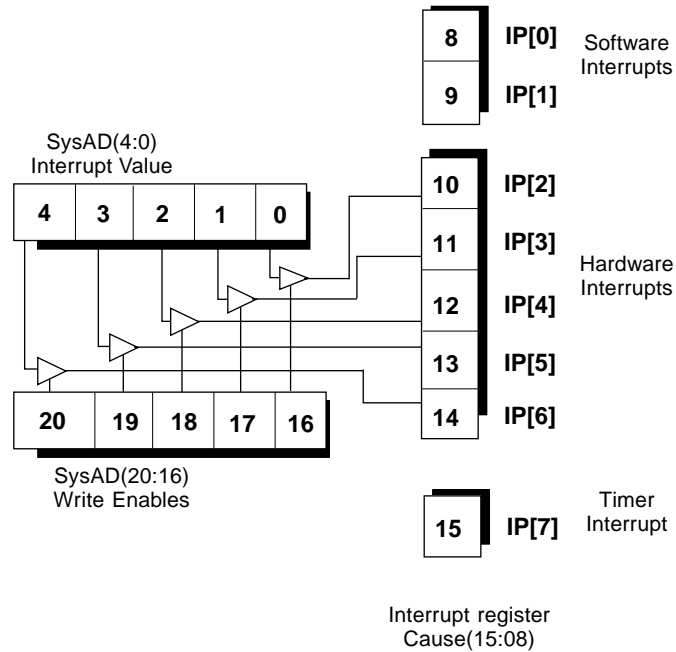 8 IP[0]
Software
Interrupts
9 IP[1]
SysAD(4:0)
Interrupt Value
4 3 2 1 0
10 IP[2]
11 IP[3]
Hardware
Interrupts
12 IP[4]
13 IP[5]
14 IP[6]
20 19 18 17 16
SysAD(20:16)
Write Enables
15 IP[7]
Timer
Interrupt
Interrupt register
Cause(15:08)